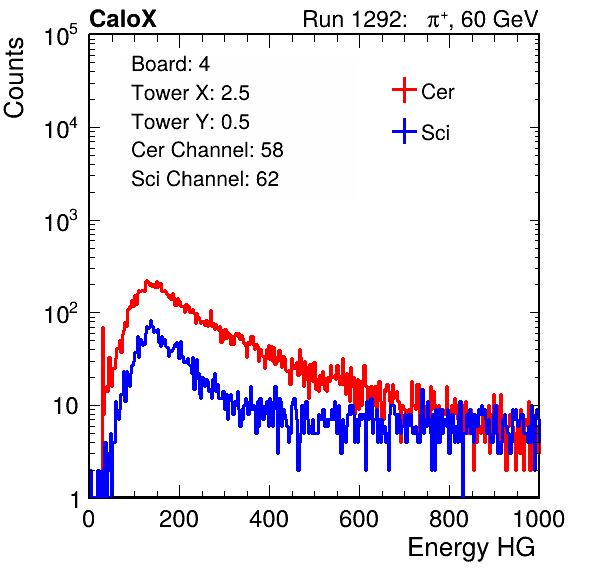 CaloX Run 1292: π⁺, 60 GeV
Counts
Board: 4
Tower X: 2.5
Tower Y: 0.5
Cer Channel: 58
Sci Channel: 62
Cer
Sci
10⁵
10⁴
10³
10²
10
1
0 200 400 600 800 1000
Energy HG